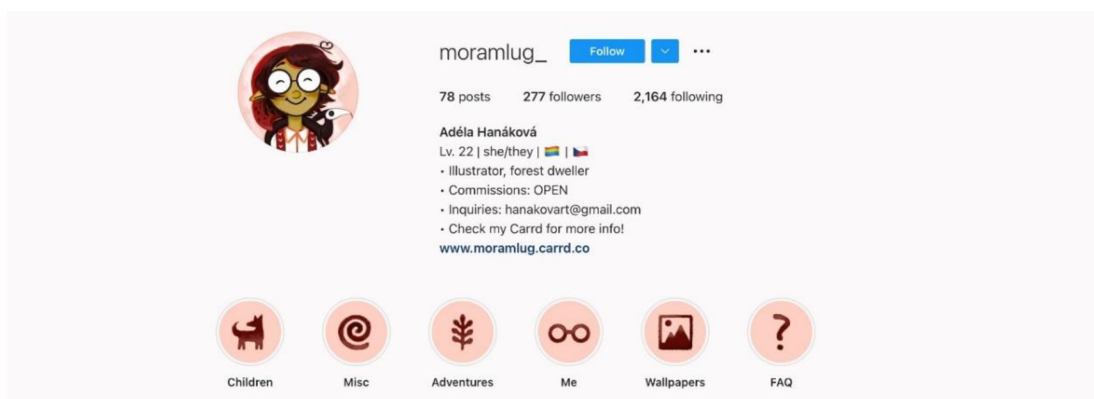 moramlug_ Follow
78 posts 277 followers 2,164 following
Adéla Hanáková
Lv. 22 | she/they | 🏳️‍🌈 | 🇨🇿
• Illustrator, forest dweller
• Commissions: OPEN
• Inquiries: hanakovart@gmail.com
• Check my Carrd for more info!
www.moramlug.carrd.co
Children Misc Adventures Me Wallpapers FAQ